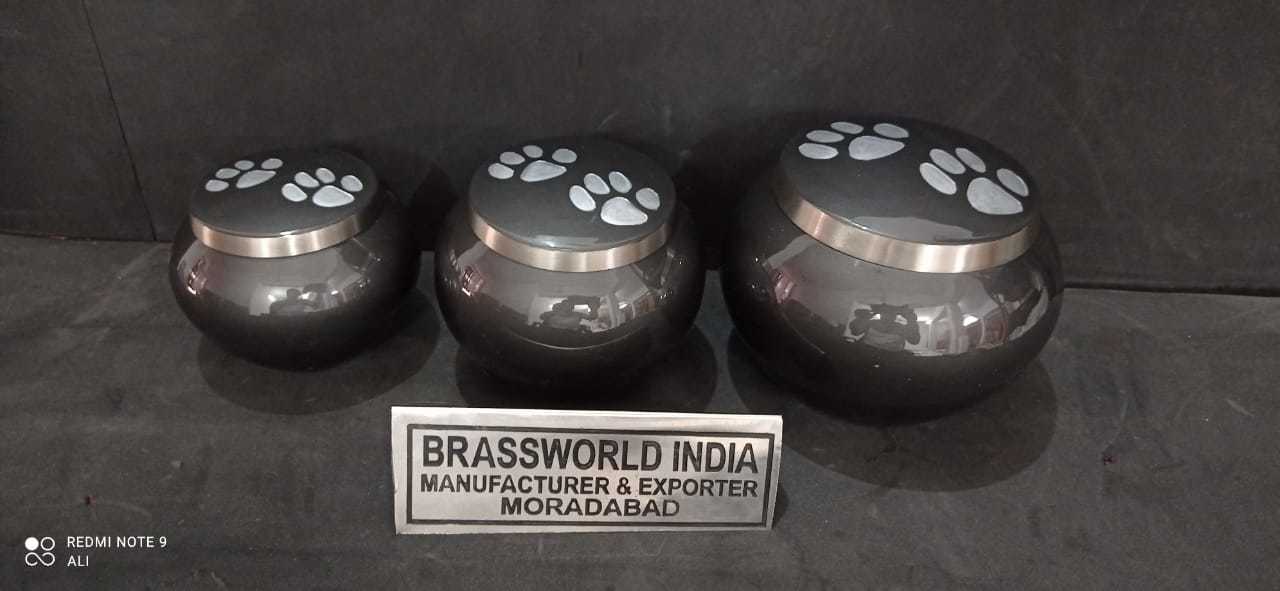 BRASSWORLD INDIA
MANUFACTURER & EXPORTER
MORADABAD
REDMI NOTE 9
ALI